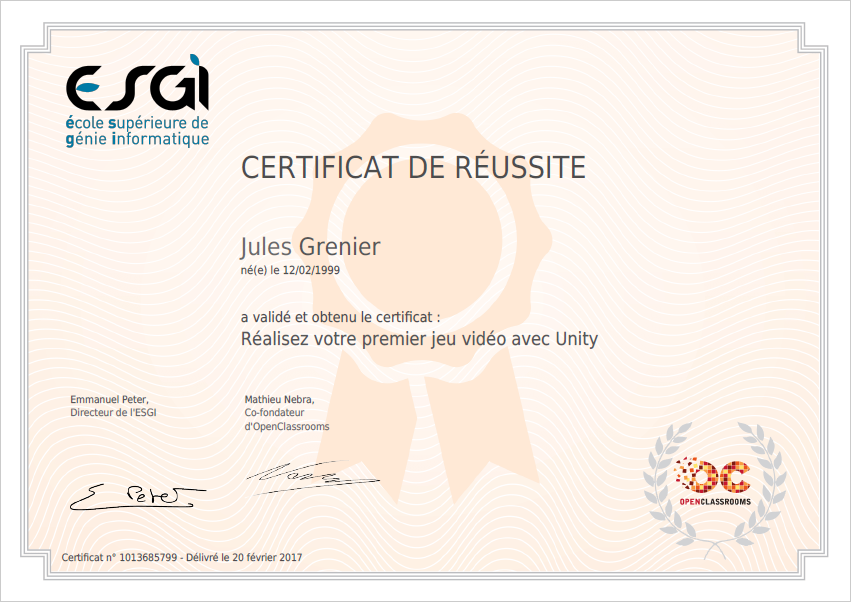 ESGI
école supérieure de
génie informatique
CERTIFICAT DE RÉUSSITE
Jules Grenier
né(e) le 12/02/1999
a validé et obtenu le certificat :
Réalisez votre premier jeu vidéo avec Unity
Emmanuel Peter,
Directeur de l'ESGI
Mathieu Nebra,
Co-fondateur
d'OpenClassrooms
E Peter
OC
OPENCLASSROOMS
Certificat n° 1013685799 - Délivré le 20 février 2017